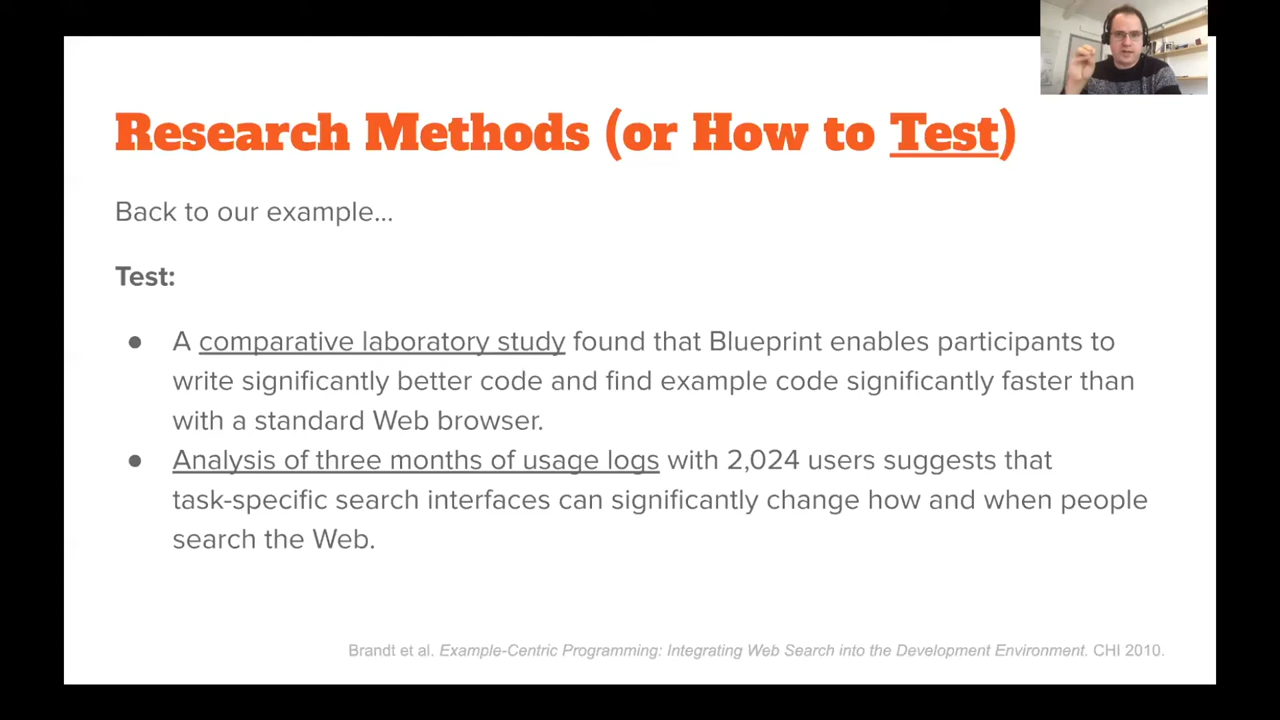 Research Methods (or How to Test)
Back to our example...
Test:
● A comparative laboratory study found that Blueprint enables participants to
write significantly better code and find example code significantly faster than
with a standard Web browser.
● Analysis of three months of usage logs with 2,024 users suggests that
task-specific search interfaces can significantly change how and when people
search the Web.
Brandt et al. Example-Centric Programming: Integrating Web Search into the Development Environment. CHI 2010.